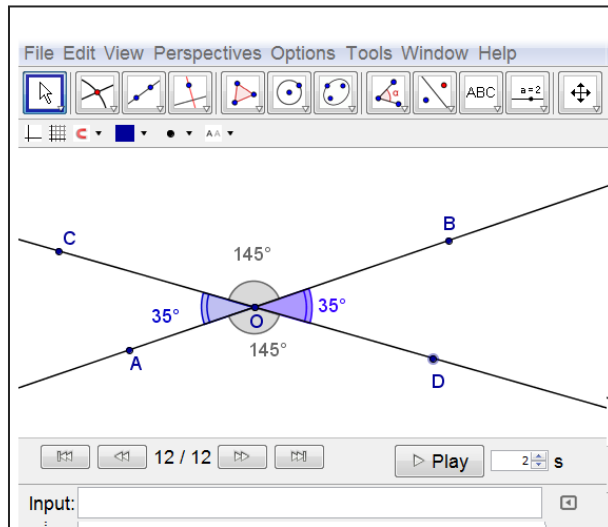 File Edit View Perspectives Options Tools Window Help
α ABC a=2
A A
C
B
145°
35°
35°
O
145°
A
D
12 / 12 Play 2 s
Input: